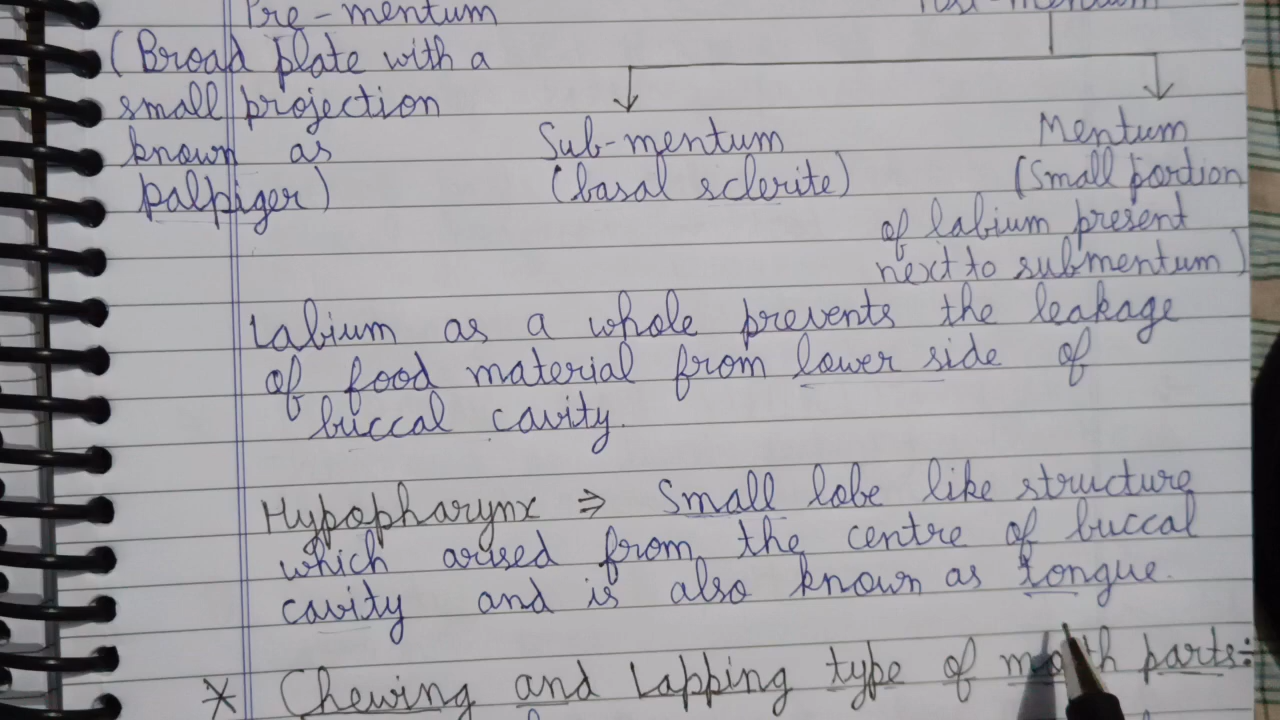 Pre-mentum
Post-mentum
(Broad plate with a
small projection
known as
palpiger)
Sub-mentum
(basal sclerite)
Mentum
(Small portion
of labium present
next to submentum)
Labium as a whole prevents the leakage
of food material from lower side of
buccal cavity.
Hypopharynx ⇒ Small lobe like structure
which arised from the centre of buccal
cavity and is also known as tongue.
* Chewing and Lapping type of mouth parts: